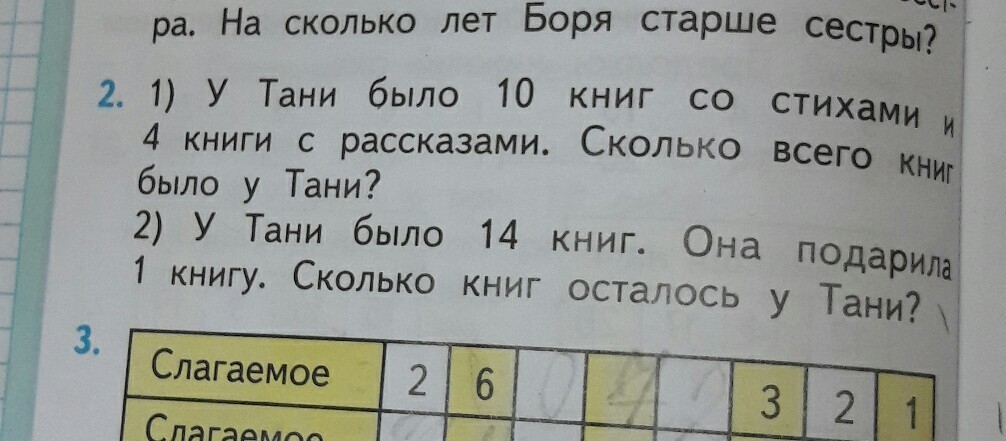 ра. На сколько лет Боря старше сестры?
2. 1) У Тани было 10 книг со стихами и
4 книги с рассказами. Сколько всего книг
было у Тани?
2) У Тани было 14 книг. Она подарила
1 книгу. Сколько книг осталось у Тани?
3.
Слагаемое 2 6 3 2 1
Слагаемое